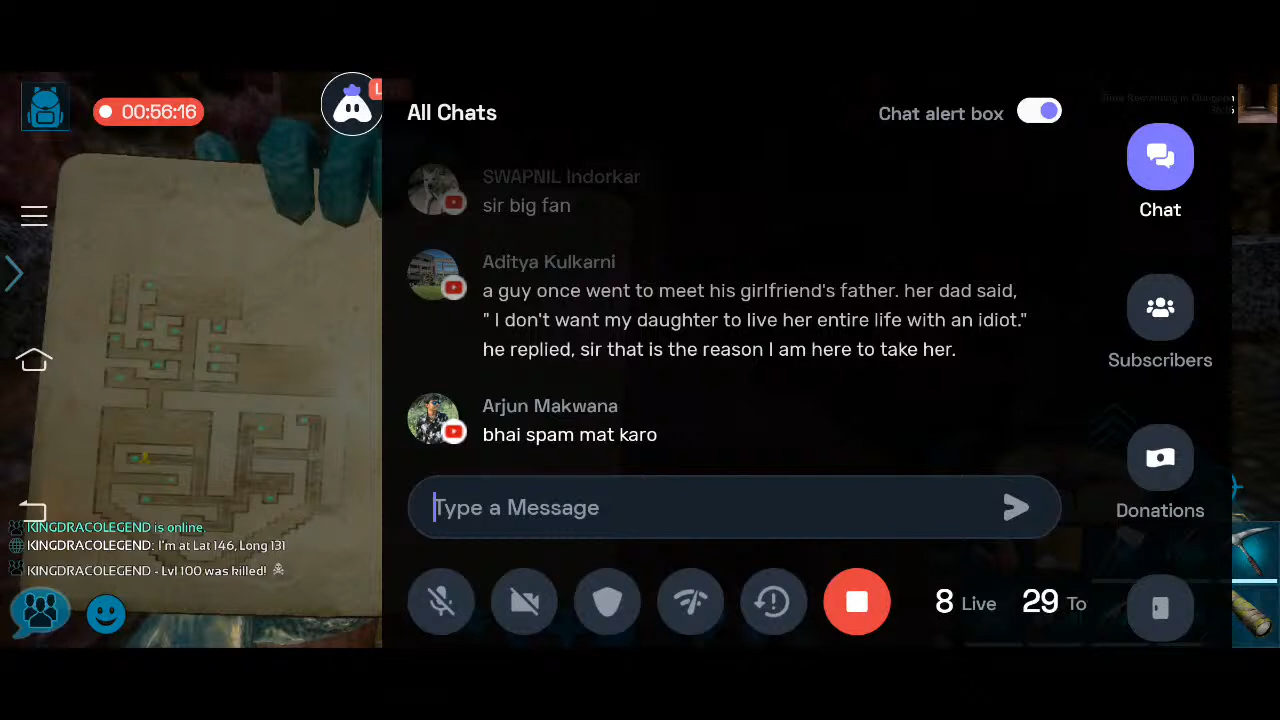 00:56:16
All Chats
Chat alert box
Time Remaining in Dungeon
SWAPNIL Indorkar
sir big fan
Chat
Aditya Kulkarni
a guy once went to meet his girlfriend's father. her dad said,
" I don't want my daughter to live her entire life with an idiot."
he replied, sir that is the reason I am here to take her.
Subscribers
Arjun Makwana
bhai spam mat karo
Type a Message
Donations
KINGDRACOLEGEND is online.
KINGDRACOLEGEND: I'm at Lat 146, Long 131
KINGDRACOLEGEND - Lvl 100 was killed!
8 Live 29 To